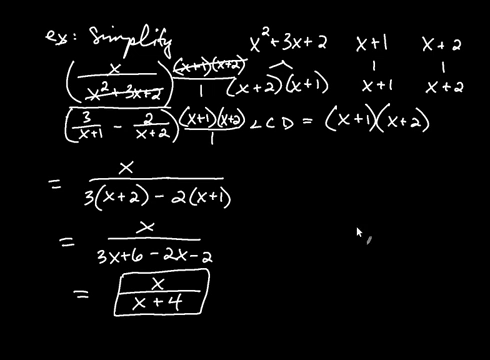 ex: Simplify x² + 3x + 2 x + 1 x + 2
(x / (x² + 3x + 2)) (x+1)(x+2) / 1 (x+2)(x+1) x+1 x+2
(3/(x+1) − 2/(x+2)) (x+1)(x+2) / 1 LCD = (x+1)(x+2)
= x / (3(x+2) − 2(x+1))
= x / (3x+6−2x−2)
= x / (x+4)